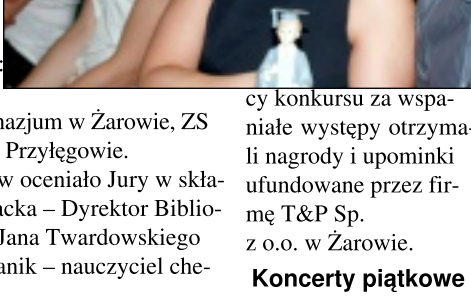 nazjum w Żarowie, ZS
Przyłęgowie.
w oceniało Jury w skła-
acka – Dyrektor Biblio-
Jana Twardowskiego
anik – nauczyciel che-
cy konkursu za wspa-
niałe występy otrzyma-
li nagrody i upominki
ufundowane przez fir-
mę T&P Sp.
z o.o. w Żarowie.
Koncerty piątkowe